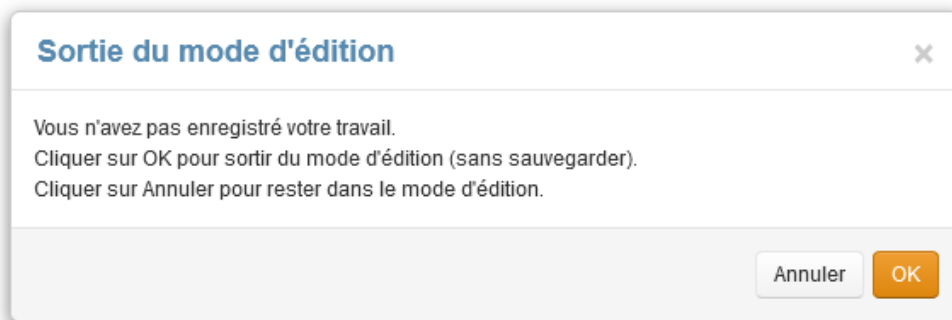 Sortie du mode d'édition
×
Vous n'avez pas enregistré votre travail.
Cliquer sur OK pour sortir du mode d'édition (sans sauvegarder).
Cliquer sur Annuler pour rester dans le mode d'édition.
Annuler OK